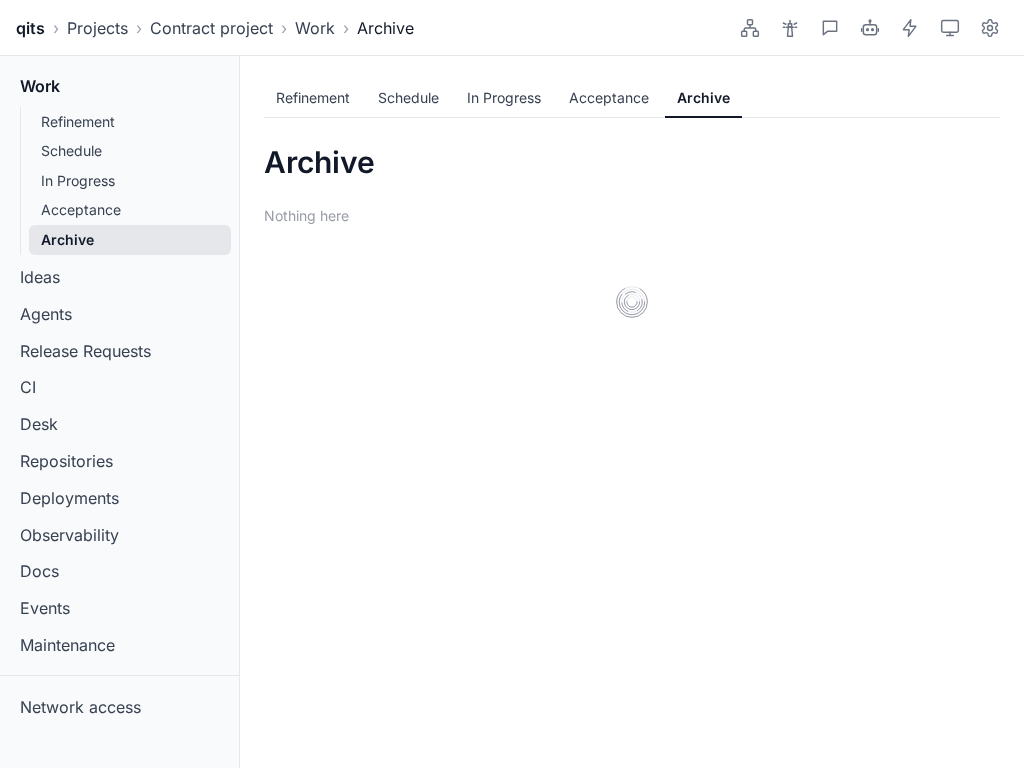 qits › Projects › Contract project › Work › Archive
Work
Refinement
Schedule
In Progress
Acceptance
Archive
Ideas
Agents
Release Requests
CI
Desk
Repositories
Deployments
Observability
Docs
Events
Maintenance
Network access
Refinement Schedule In Progress Acceptance Archive
Archive
Nothing here